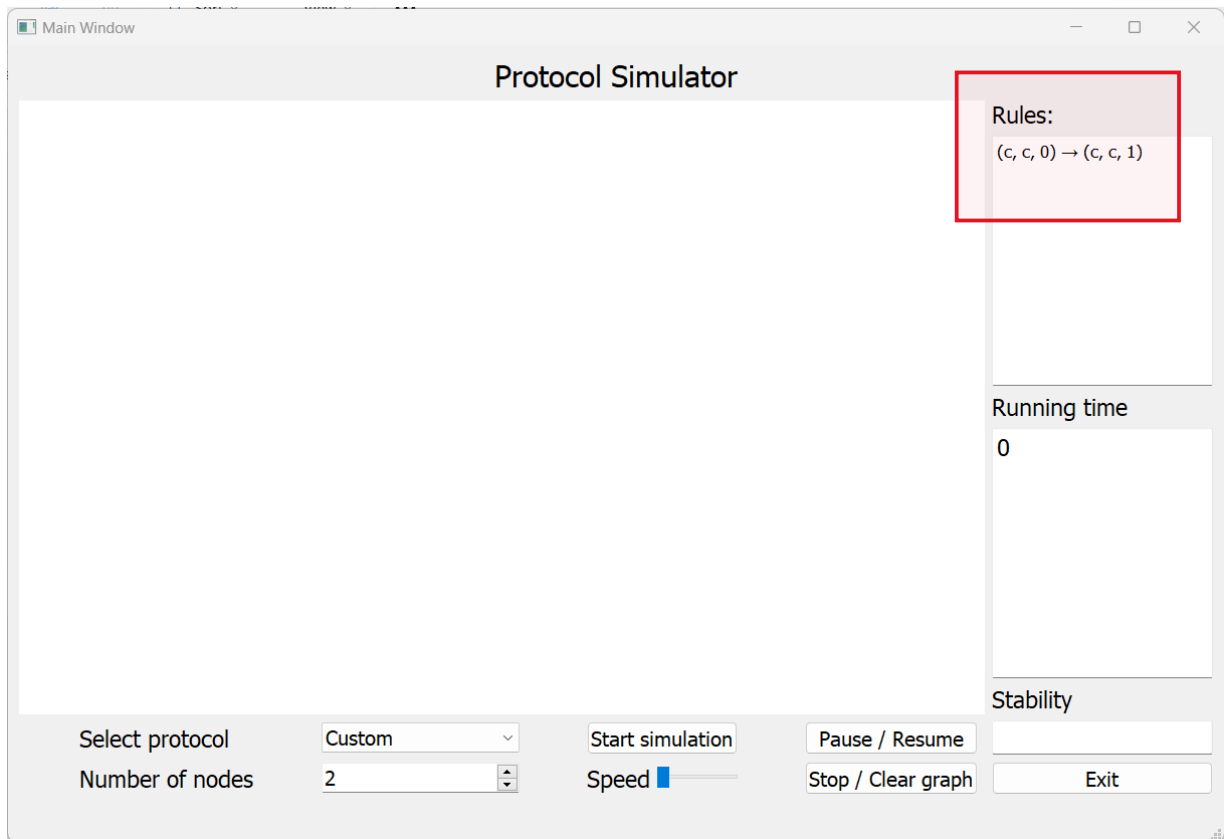 Main Window
Protocol Simulator
Rules:
(c, c, 0) → (c, c, 1)
Running time
0
Stability
Select protocol
Custom
Start simulation
Pause / Resume
Number of nodes
2
Speed
Stop / Clear graph
Exit